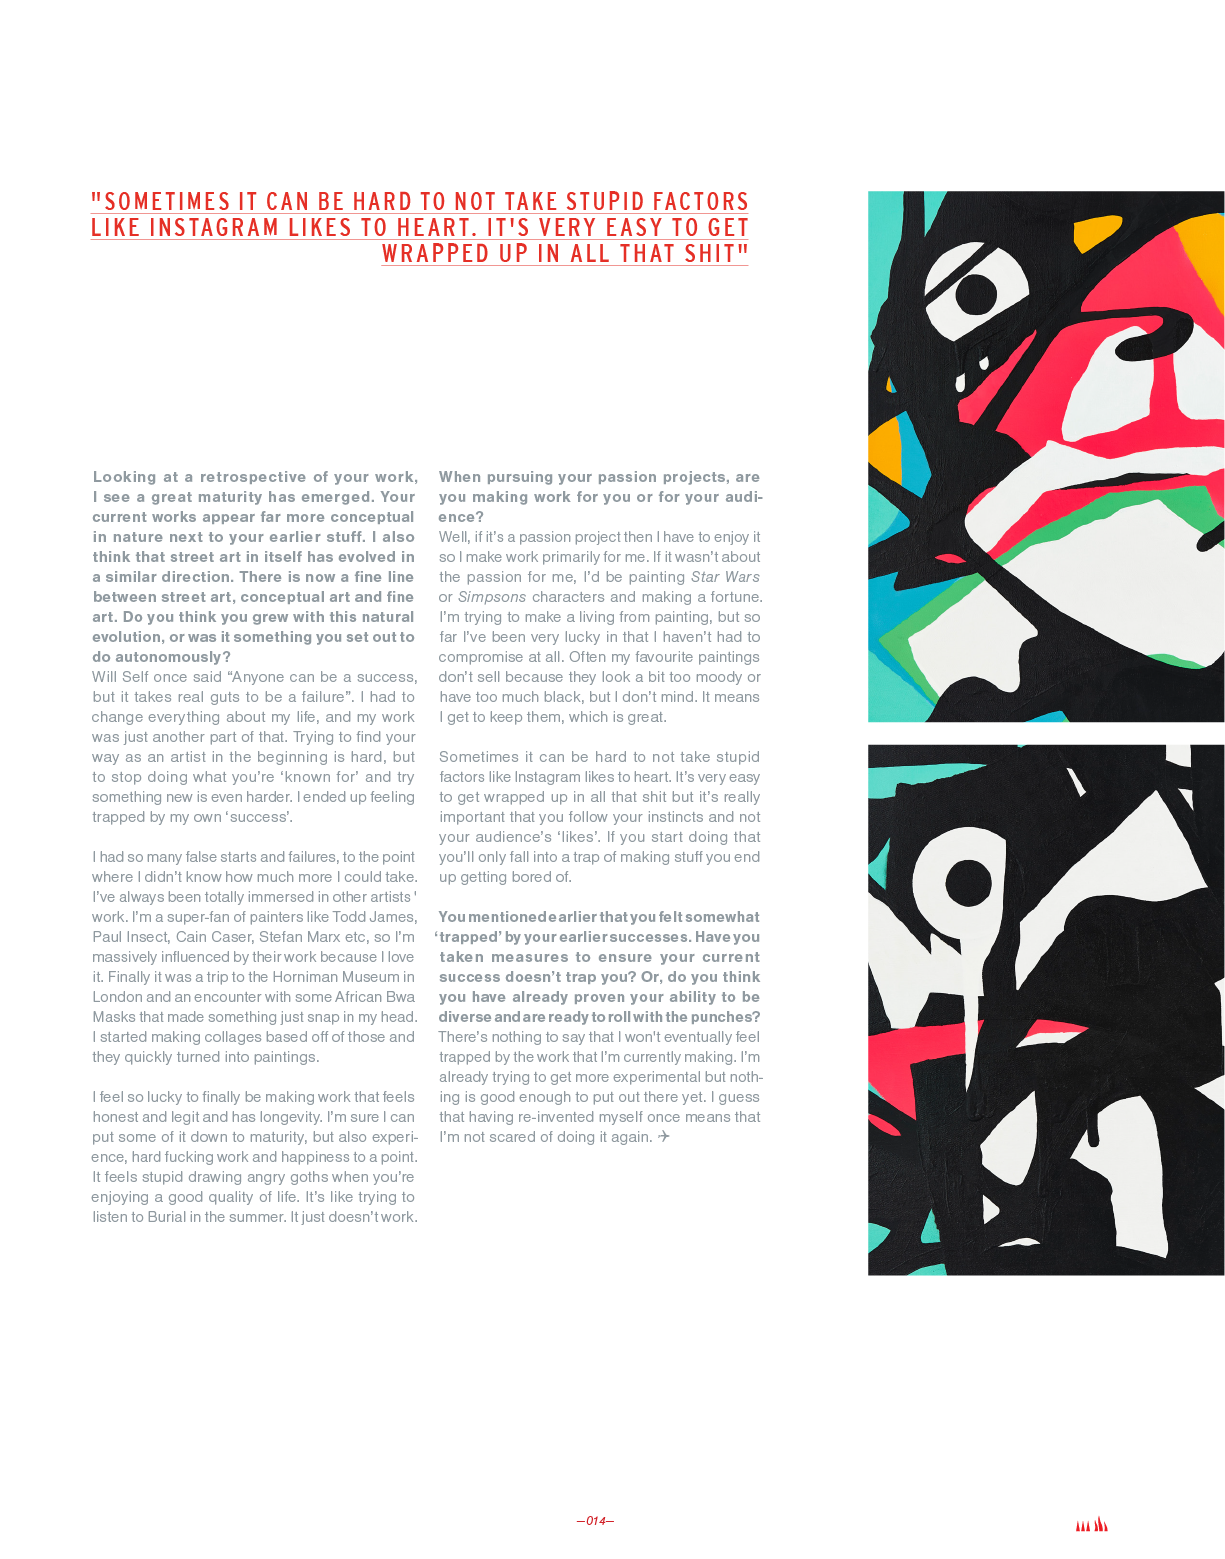 "SOMETIMES IT CAN BE HARD TO NOT TAKE STUPID FACTORS
LIKE INSTAGRAM LIKES TO HEART. IT'S VERY EASY TO GET
WRAPPED UP IN ALL THAT SHIT"
Looking at a retrospective of your work,
I see a great maturity has emerged. Your
current works appear far more conceptual
in nature next to your earlier stuff. I also
think that street art in itself has evolved in
a similar direction. There is now a fine line
between street art, conceptual art and fine
art. Do you think you grew with this natural
evolution, or was it something you set out to
do autonomously?
Will Self once said “Anyone can be a success,
but it takes real guts to be a failure”. I had to
change everything about my life, and my work
was just another part of that. Trying to find your
way as an artist in the beginning is hard, but
to stop doing what you’re ‘known for’ and try
something new is even harder. I ended up feeling
trapped by my own ‘success’.
I had so many false starts and failures, to the point
where I didn’t know how much more I could take.
I’ve always been totally immersed in other artists '
work. I’m a super-fan of painters like Todd James,
Paul Insect, Cain Caser, Stefan Marx etc, so I’m
massively influenced by their work because I love
it. Finally it was a trip to the Horniman Museum in
London and an encounter with some African Bwa
Masks that made something just snap in my head.
I started making collages based off of those and
they quickly turned into paintings.
I feel so lucky to finally be making work that feels
honest and legit and has longevity. I’m sure I can
put some of it down to maturity, but also experi-
ence, hard fucking work and happiness to a point.
It feels stupid drawing angry goths when you’re
enjoying a good quality of life. It’s like trying to
listen to Burial in the summer. It just doesn’t work.
When pursuing your passion projects, are
you making work for you or for your audi-
ence?
Well, if it’s a passion project then I have to enjoy it
so I make work primarily for me. If it wasn’t about
the passion for me, I’d be painting Star Wars
or Simpsons characters and making a fortune.
I’m trying to make a living from painting, but so
far I’ve been very lucky in that I haven’t had to
compromise at all. Often my favourite paintings
don’t sell because they look a bit too moody or
have too much black, but I don’t mind. It means
I get to keep them, which is great.
Sometimes it can be hard to not take stupid
factors like Instagram likes to heart. It’s very easy
to get wrapped up in all that shit but it’s really
important that you follow your instincts and not
your audience’s ‘likes’. If you start doing that
you’ll only fall into a trap of making stuff you end
up getting bored of.
You mentioned earlier that you felt somewhat
‘trapped’ by your earlier successes. Have you
taken measures to ensure your current
success doesn’t trap you? Or, do you think
you have already proven your ability to be
diverse and are ready to roll with the punches?
There’s nothing to say that I won't eventually feel
trapped by the work that I’m currently making. I’m
already trying to get more experimental but noth-
ing is good enough to put out there yet. I guess
that having re-invented myself once means that
I’m not scared of doing it again.
—014—